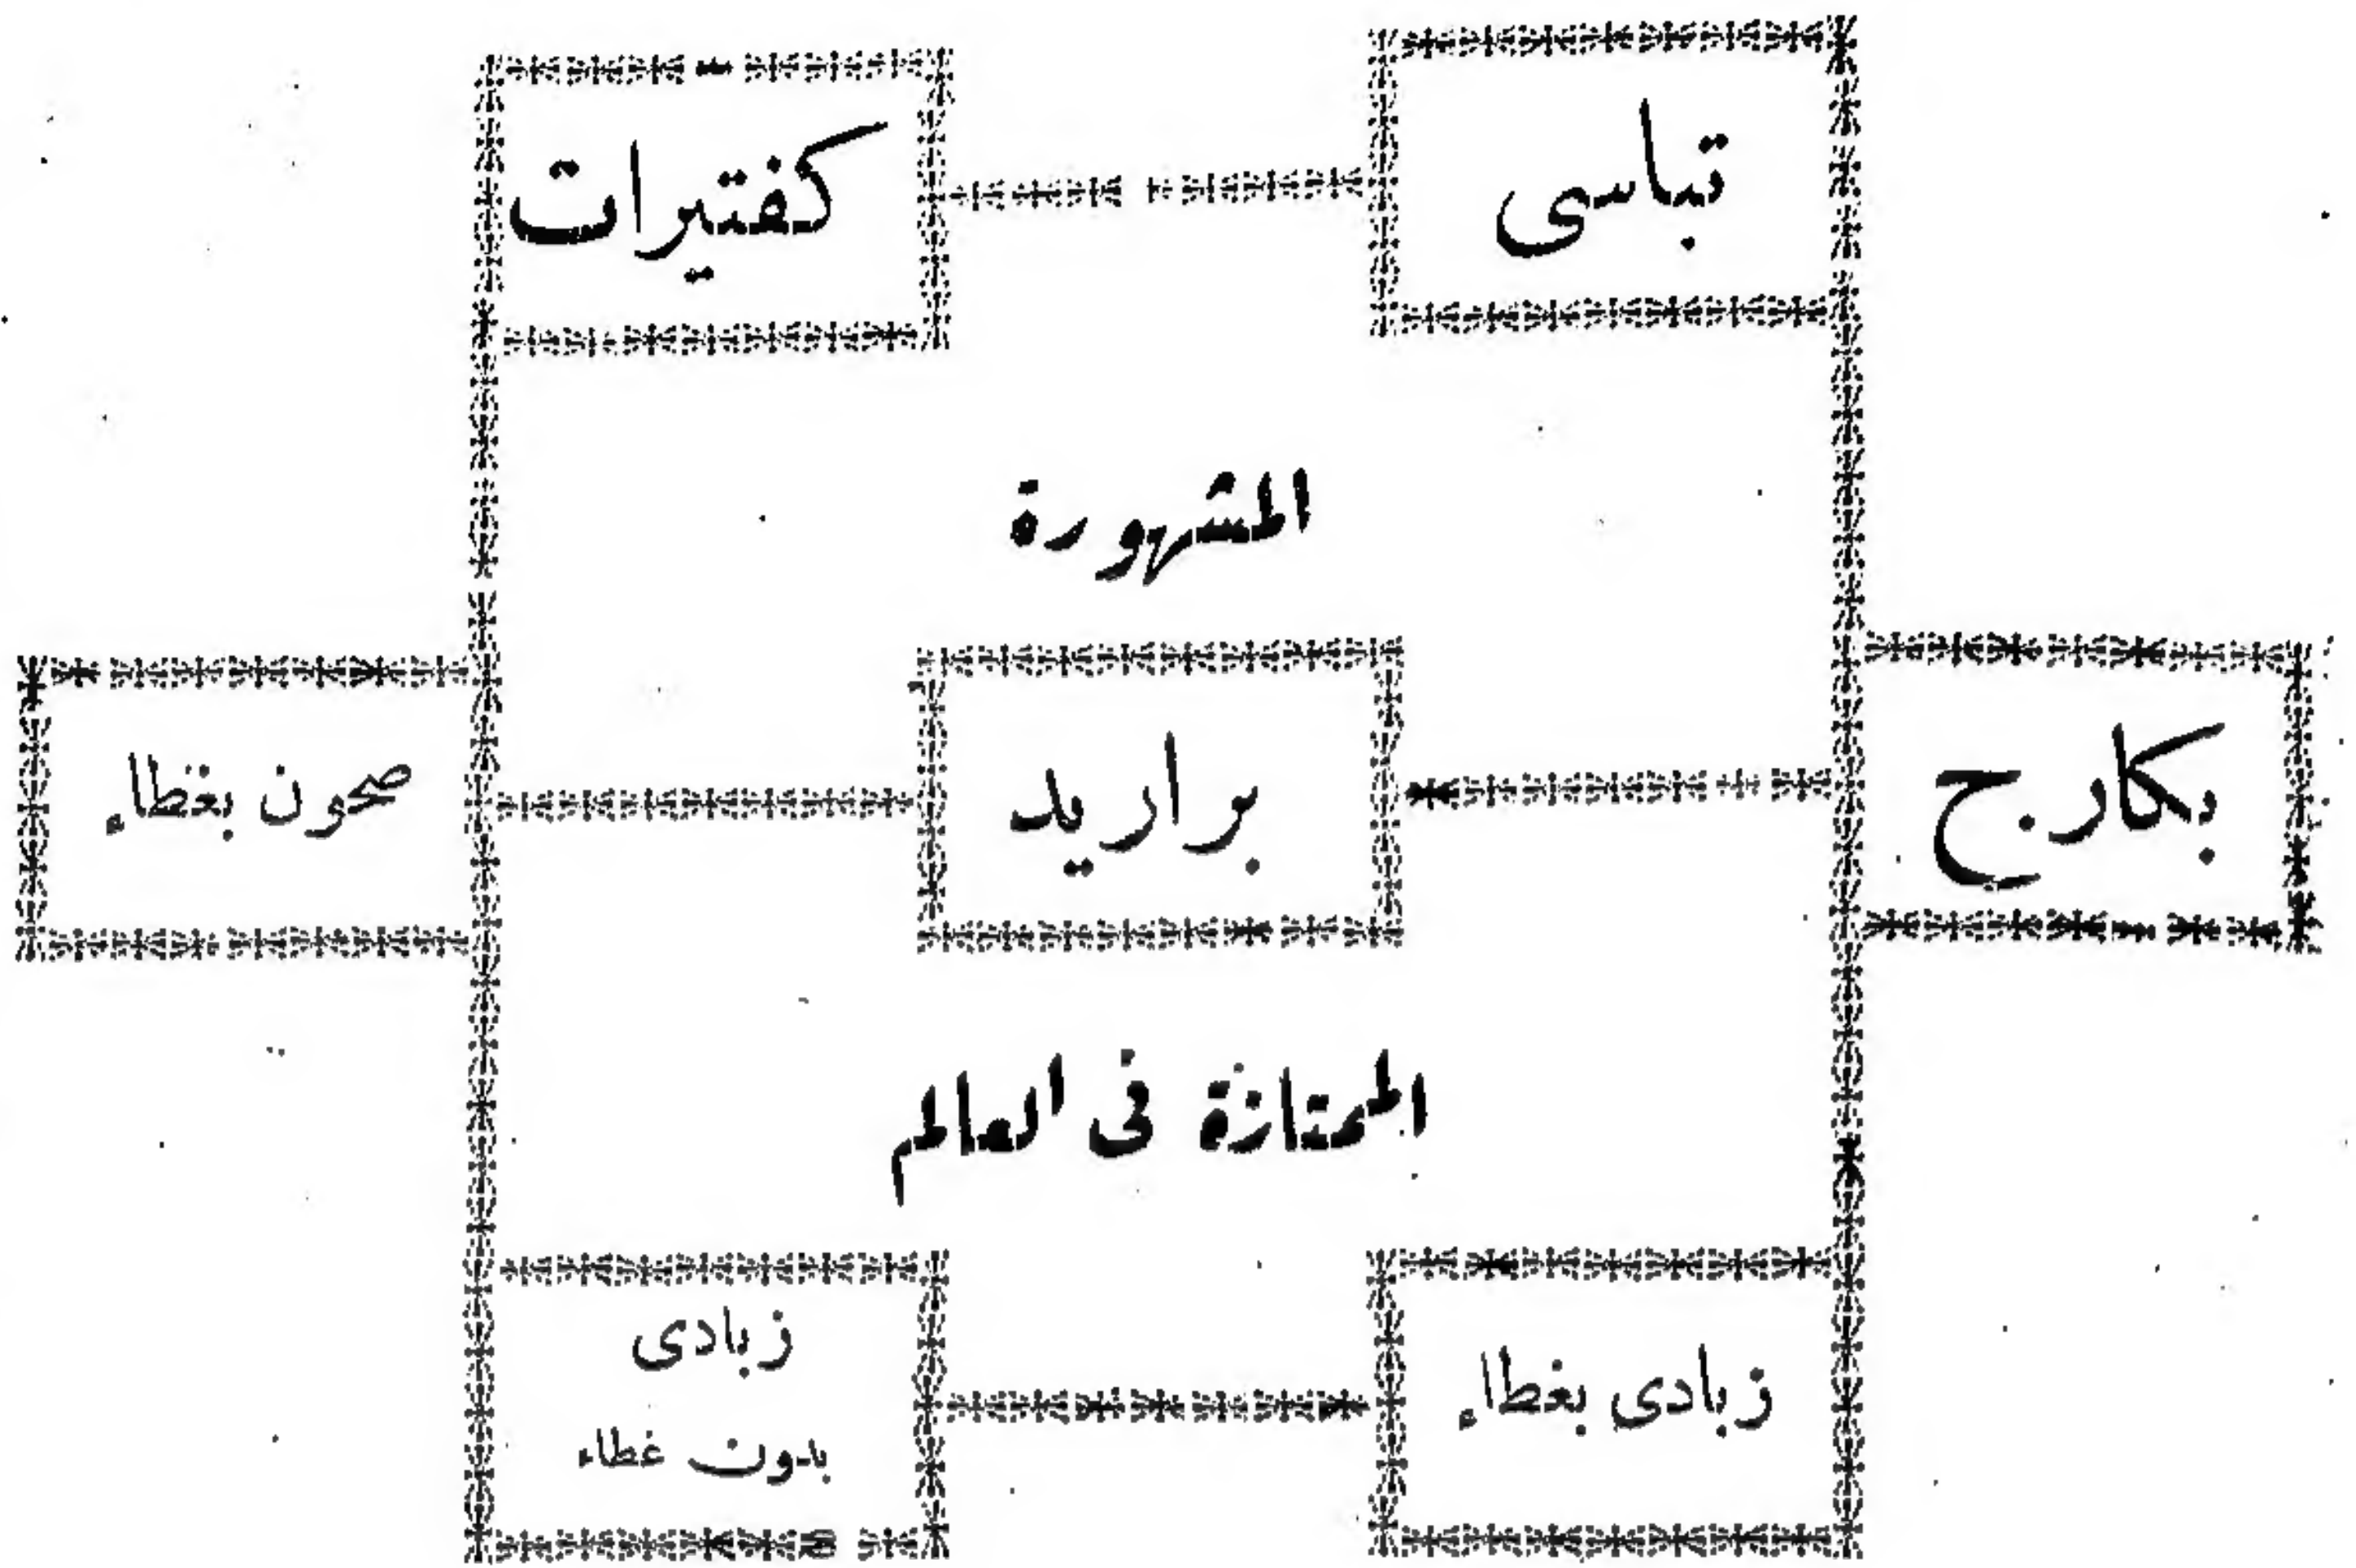 تباسى
كفتيرات
المشهورة
بكارج
براريد
صحون بغطاء
الممتازة فى العالم
زبادى بغطاء
زبادى
بدون غطاء